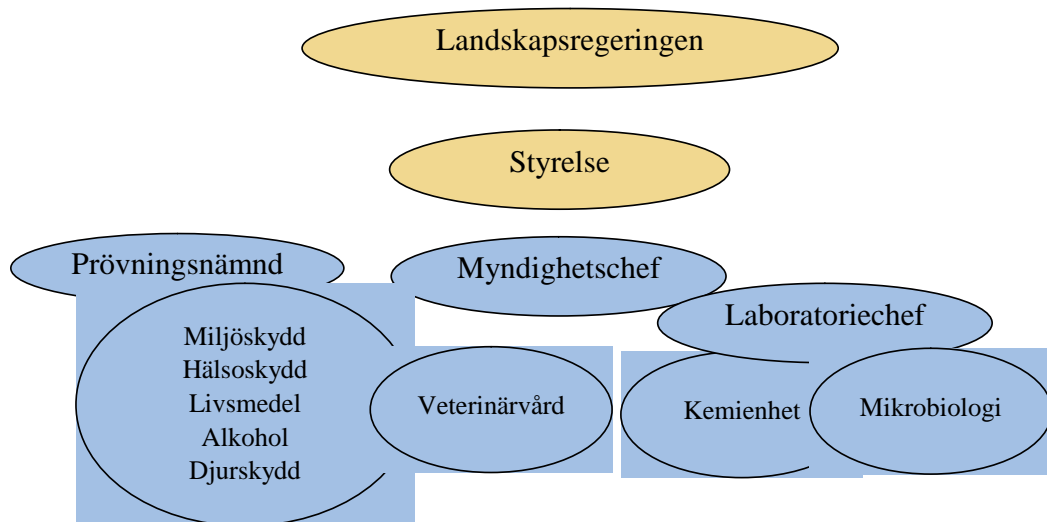 Landskapsregeringen
Styrelse
Prövningsnämnd
Myndighetschef
Laboratoriechef
Miljöskydd
Hälsoskydd
Livsmedel
Alkohol
Djurskydd
Veterinärvård
Kemienhet
Mikrobiologi